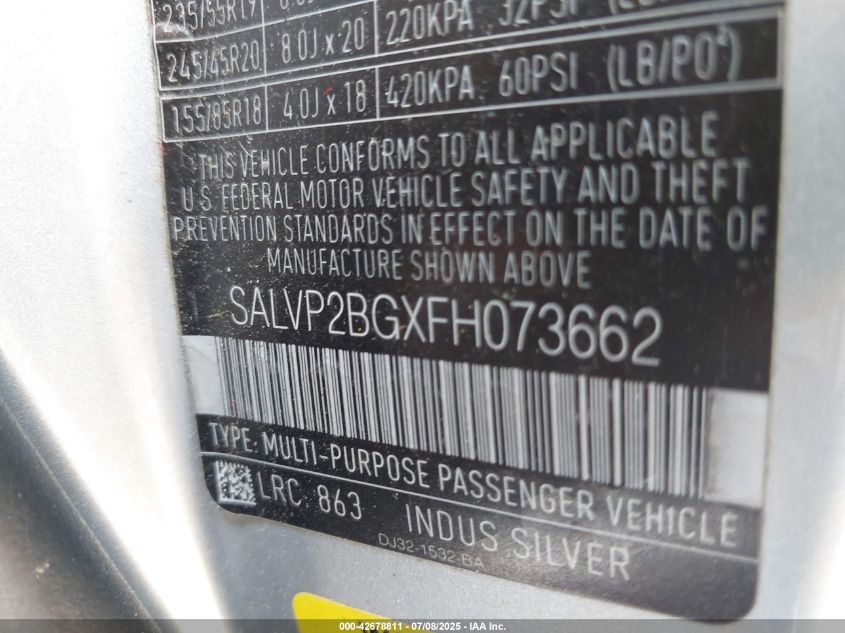 235/55R19
245/45R20 8.0J x 20 220KPA 32PSI
155/85R18 4.0J x 18 420KPA 60PSI (LB/PO²)
THIS VEHICLE CONFORMS TO ALL APPLICABLE
U.S. FEDERAL MOTOR VEHICLE SAFETY AND THEFT
PREVENTION STANDARDS IN EFFECT ON THE DATE OF
MANUFACTURE SHOWN ABOVE
SALVP2BGXFH073662
TYPE: MULTI-PURPOSE PASSENGER VEHICLE
LRC: 863 INDUS SILVER
DJ32-1532-BA
000-42678811 - 07/08/2025 - IAA Inc.